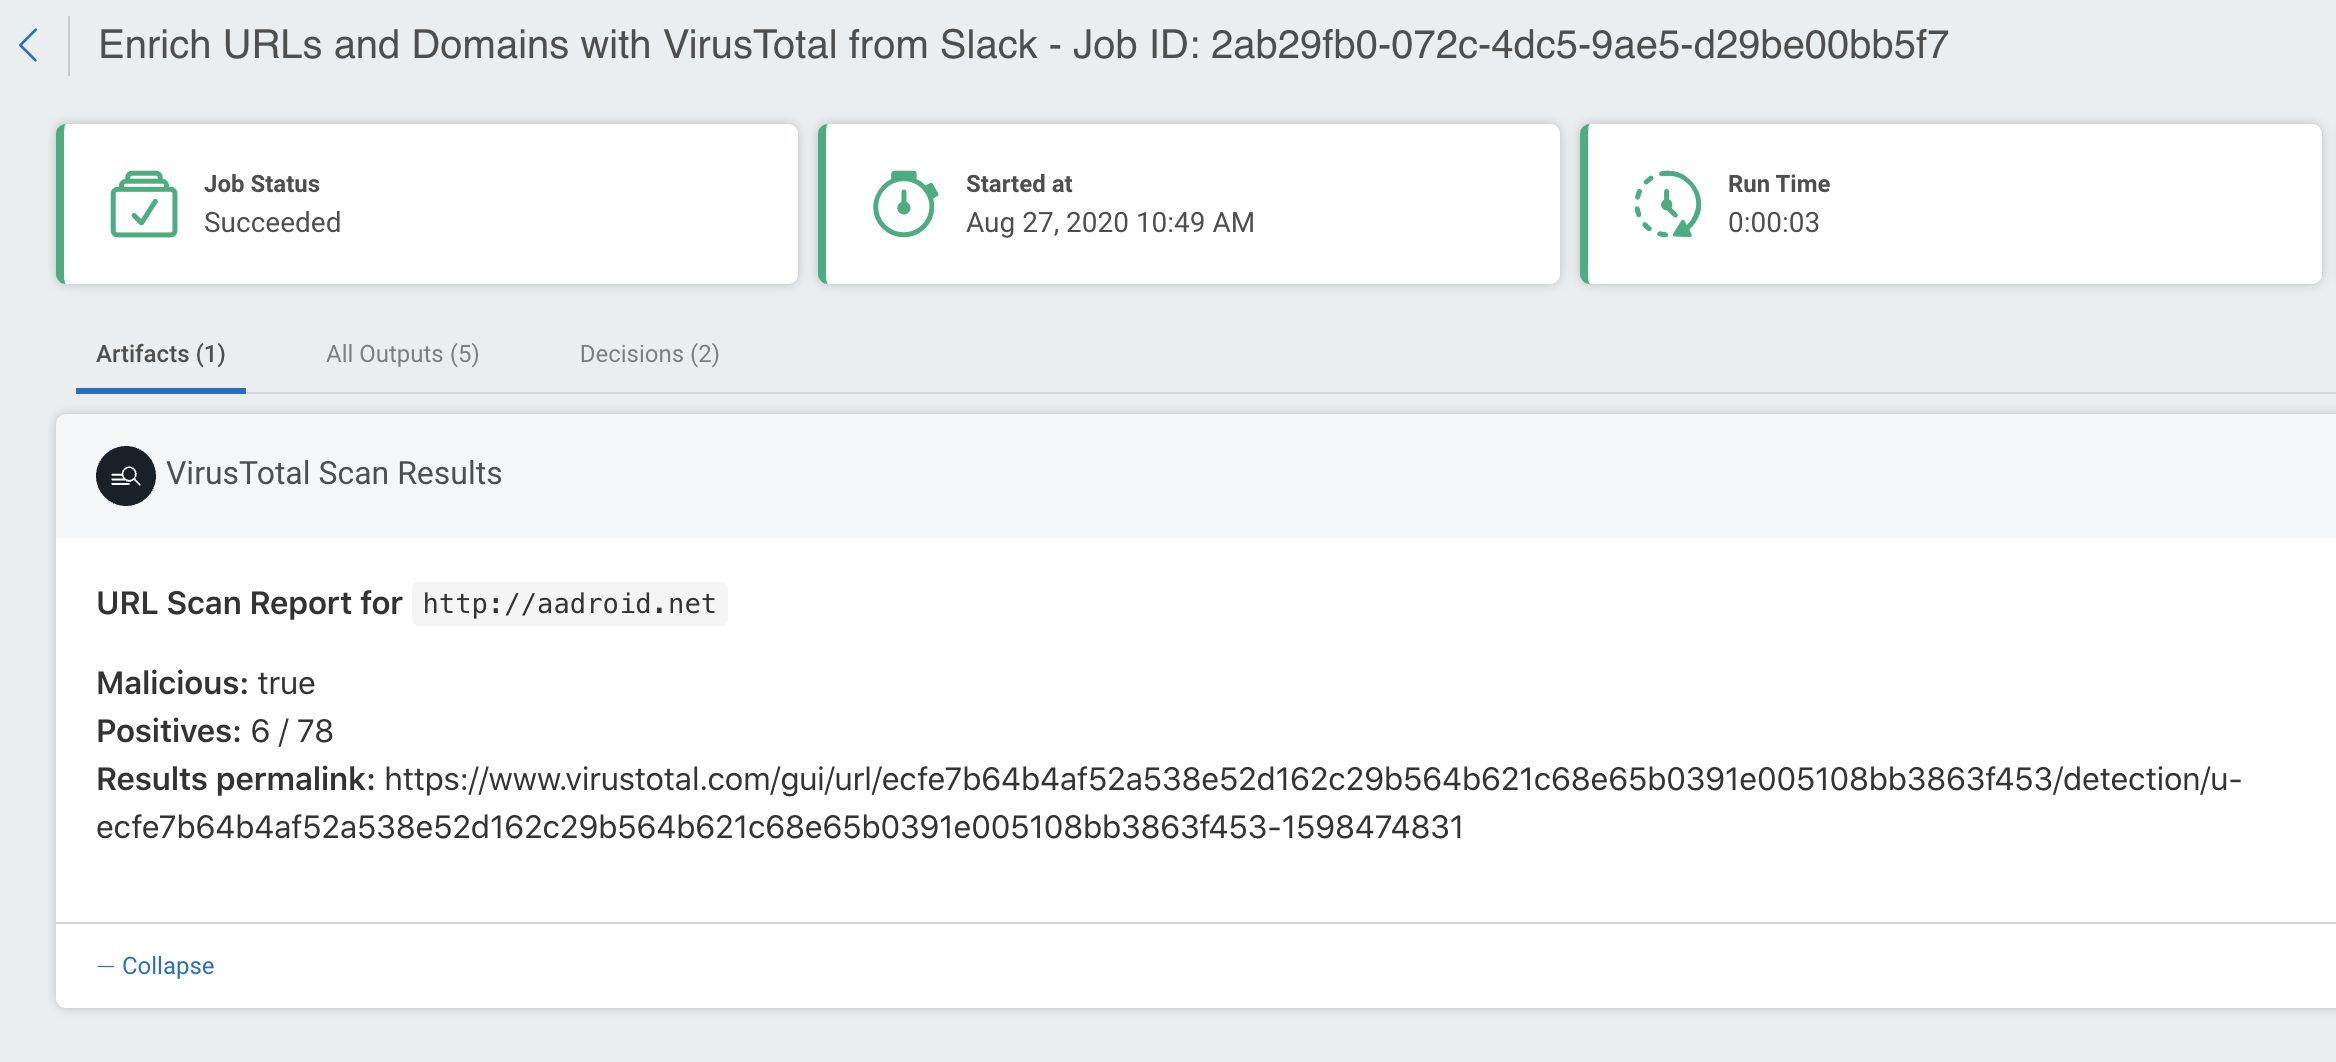 Enrich URLs and Domains with VirusTotal from Slack - Job ID: 2ab29fb0-072c-4dc5-9ae5-d29be00bb5f7
Job Status
Succeeded
Started at
Aug 27, 2020 10:49 AM
Run Time
0:00:03
Artifacts (1)
All Outputs (5)
Decisions (2)
VirusTotal Scan Results
URL Scan Report for http://aadroid.net
Malicious: true
Positives: 6 / 78
Results permalink: https://www.virustotal.com/gui/url/ecfe7b64b4af52a538e52d162c29b564b621c68e65b0391e005108bb3863f453/detection/u-
ecfe7b64b4af52a538e52d162c29b564b621c68e65b0391e005108bb3863f453-1598474831
— Collapse